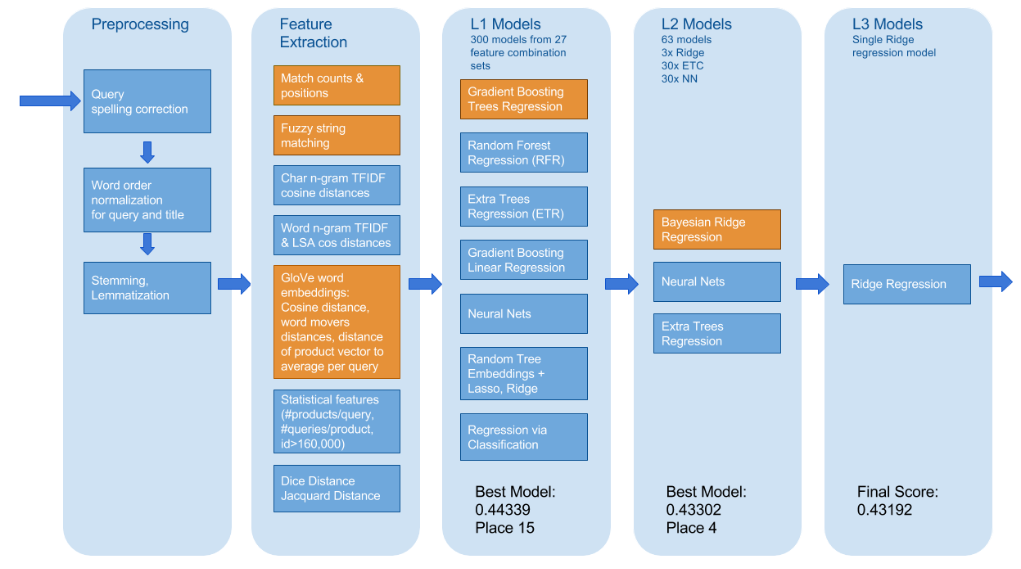 Preprocessing
Query
spelling correction
Word order
normalization
for query and title
Stemming,
Lemmatization
Feature
Extraction
Match counts &
positions
Fuzzy string
matching
Char n-gram TFIDF
cosine distances
Word n-gram TFIDF
& LSA cos distances
GloVe word
embeddings:
Cosine distance,
word movers
distances, distance
of product vector to
average per query
Statistical features
(#products/query,
#queries/product,
id>160,000)
Dice Distance
Jacquard Distance
L1 Models
300 models from 27
feature combination
sets
Gradient Boosting
Trees Regression
Random Forest
Regression (RFR)
Extra Trees
Regression (ETR)
Gradient Boosting
Linear Regression
Neural Nets
Random Tree
Embeddings +
Lasso, Ridge
Regression via
Classification
Best Model:
0.44339
Place 15
L2 Models
63 models
3x Ridge
30x ETC
30x NN
Bayesian Ridge
Regression
Neural Nets
Extra Trees
Regression
Best Model:
0.43302
Place 4
L3 Models
Single Ridge
regression model
Ridge Regression
Final Score:
0.43192